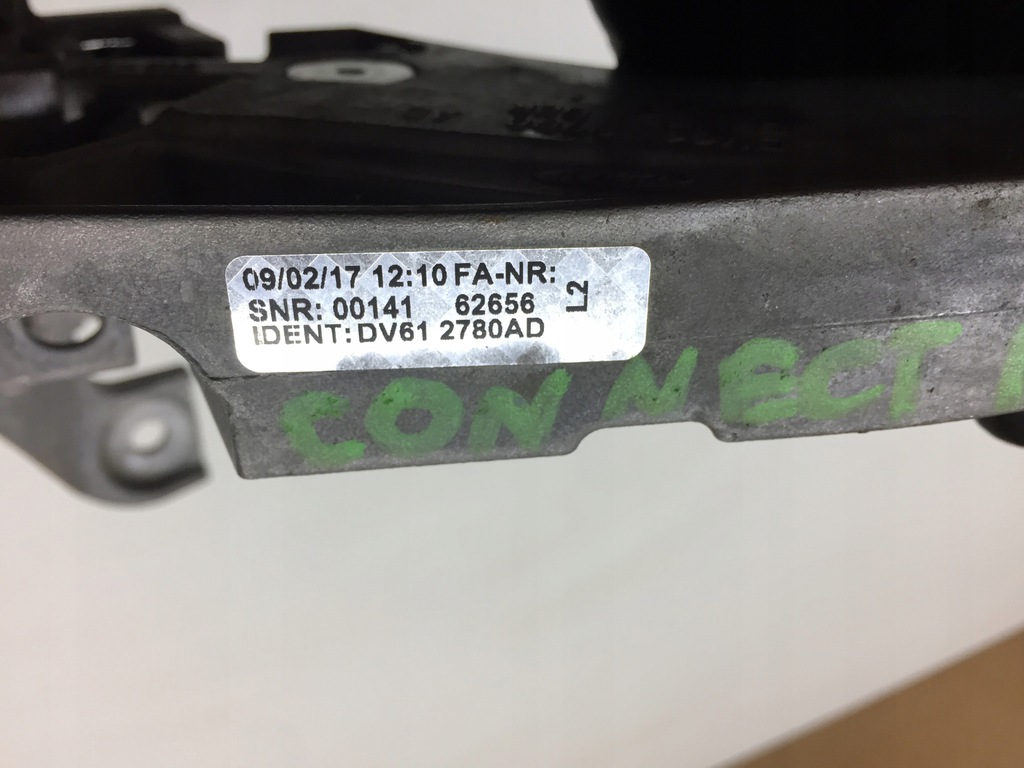 09/02/17 12:10 FA-NR:
SNR: 00141 62656 L2
IDENT: DV61 2780AD
CONNECT